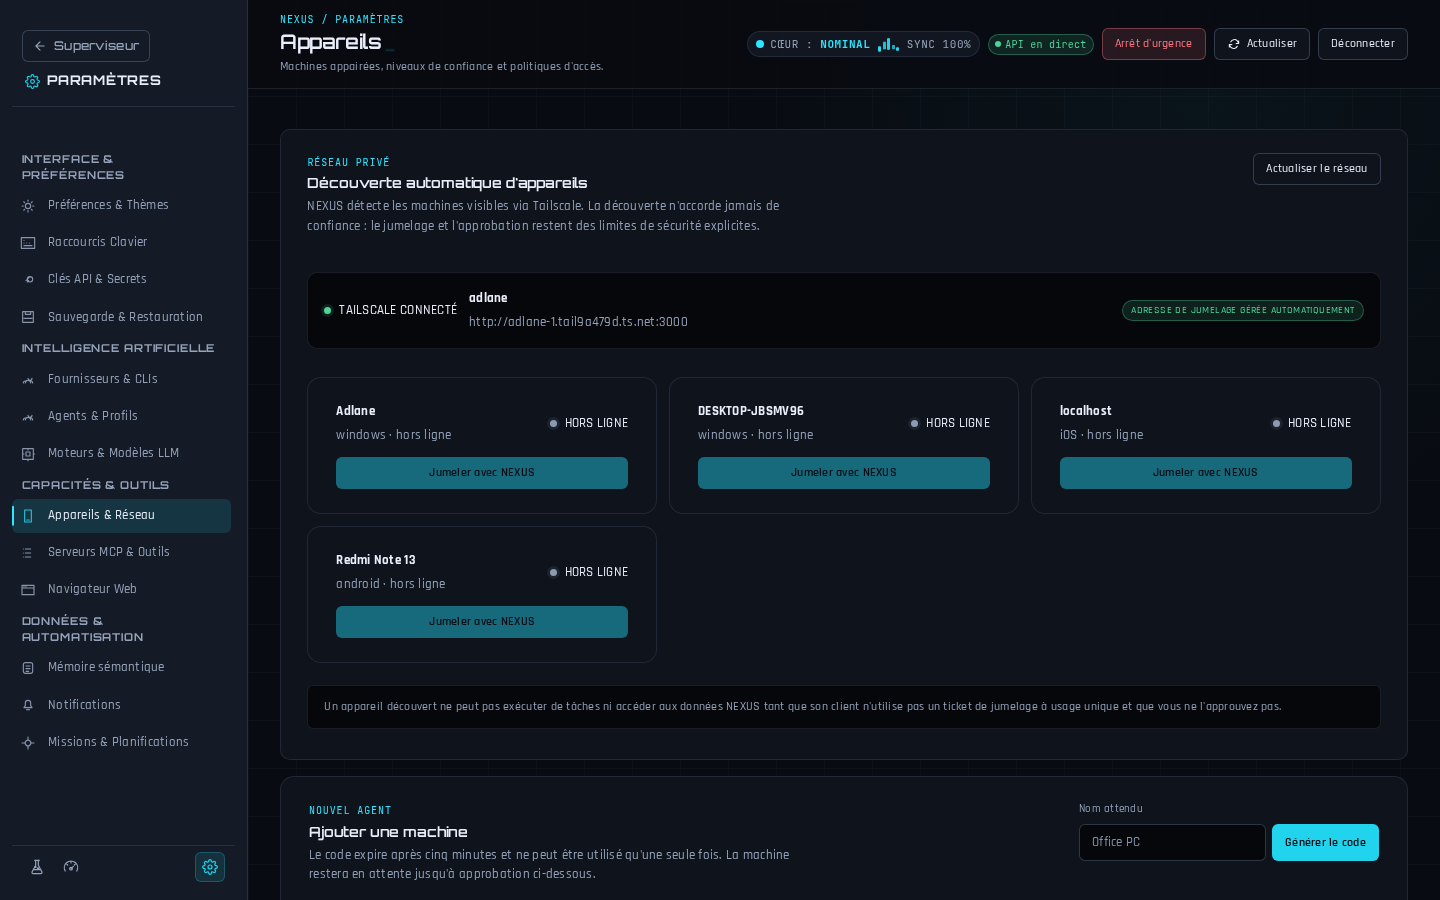 Superviseur
PARAMÈTRES
INTERFACE &
PRÉFÉRENCES
Préférences & Thèmes
Raccourcis Clavier
Clés API & Secrets
Sauvegarde & Restauration
INTELLIGENCE ARTIFICIELLE
Fournisseurs & CLIs
Agents & Profils
Moteurs & Modèles LLM
CAPACITÉS & OUTILS
Appareils & Réseau
Serveurs MCP & Outils
Navigateur Web
DONNÉES &
AUTOMATISATION
Mémoire sémantique
Notifications
Missions & Planifications
NEXUS / PARAMÈTRES
Appareils_
Machines appairées, niveaux de confiance et politiques d'accès.
CŒUR : NOMINAL SYNC 100%
API en direct
Arrêt d'urgence
Actualiser
Déconnecter
RÉSEAU PRIVÉ
Découverte automatique d'appareils
NEXUS détecte les machines visibles via Tailscale. La découverte n'accorde jamais de
confiance : le jumelage et l'approbation restent des limites de sécurité explicites.
Actualiser le réseau
TAILSCALE CONNECTÉ
adlane
http://adlane-1.tail9a479d.ts.net:3000
ADRESSE DE JUMELAGE GÉRÉE AUTOMATIQUEMENT
Adlane
windows · hors ligne
HORS LIGNE
Jumeler avec NEXUS
DESKTOP-JBSMV96
windows · hors ligne
HORS LIGNE
Jumeler avec NEXUS
localhost
iOS · hors ligne
HORS LIGNE
Jumeler avec NEXUS
Redmi Note 13
android · hors ligne
HORS LIGNE
Jumeler avec NEXUS
Un appareil découvert ne peut pas exécuter de tâches ni accéder aux données NEXUS tant que son client n'utilise pas un ticket de jumelage à usage unique et que vous ne l'approuvez pas.
NOUVEL AGENT
Ajouter une machine
Le code expire après cinq minutes et ne peut être utilisé qu'une seule fois. La machine
restera en attente jusqu'à approbation ci-dessous.
Nom attendu
Office PC
Générer le code